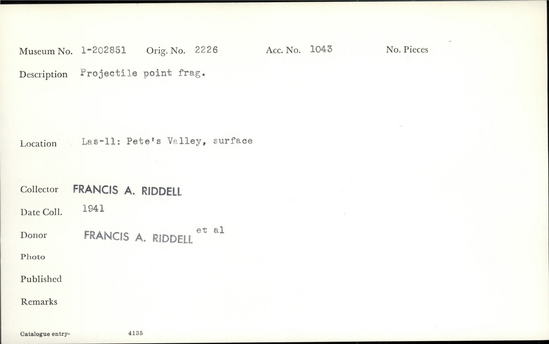 Museum No. 1-202851 Orig. No. 2226 Acc. No. 1043 No. Pieces
Description Projectile point frag.
Location Las-11: Pete's Valley, surface
Collector FRANCIS A. RIDDELL
Date Coll. 1941
Donor FRANCIS A. RIDDELL et al
Photo
Published
Remarks
Catalogue entry- 4135